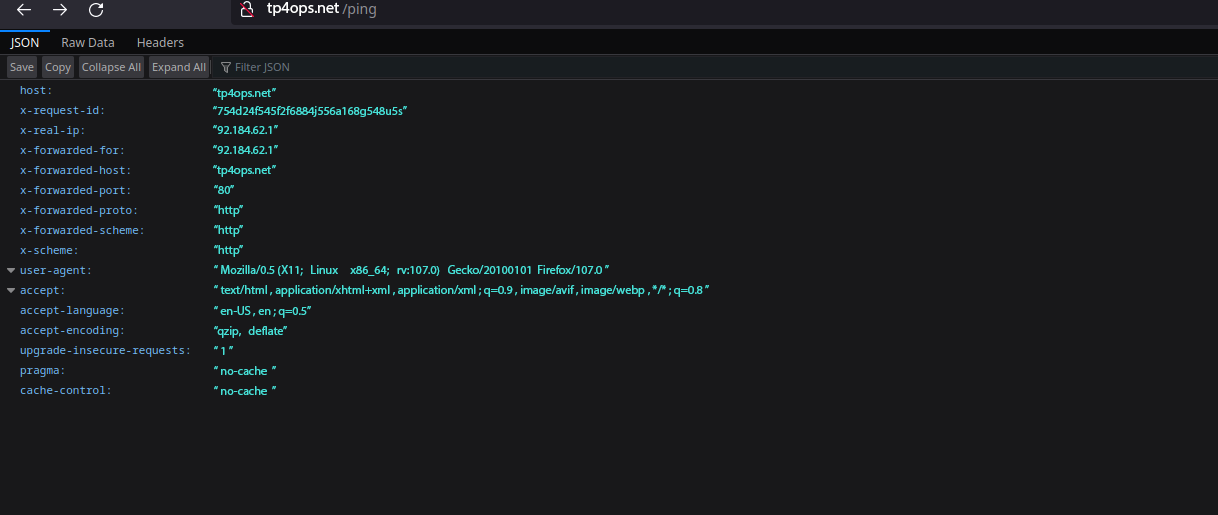 tp4ops.net /ping
JSON Raw Data Headers
Save Copy Collapse All Expand All Filter JSON
host: “tp4ops.net”
x-request-id: “754d24f545f2f6884j556a168g548u5s”
x-real-ip: “92.184.62.1”
x-forwarded-for: “92.184.62.1”
x-forwarded-host: “tp4ops.net”
x-forwarded-port: “80”
x-forwarded-proto: “http”
x-forwarded-scheme: “http”
x-scheme: “http”
user-agent: “ Mozilla/0.5 (X11; Linux x86_64; rv:107.0) Gecko/20100101 Firefox/107.0 ”
accept: “ text/html , application/xhtml+xml , application/xml ; q=0.9 , image/avif , image/webp , */* ; q=0.8 ”
accept-language: “ en-US , en ; q=0.5”
accept-encoding: “qzip, deflate”
upgrade-insecure-requests: “ 1 ”
pragma: “ no-cache ”
cache-control: “ no-cache ”